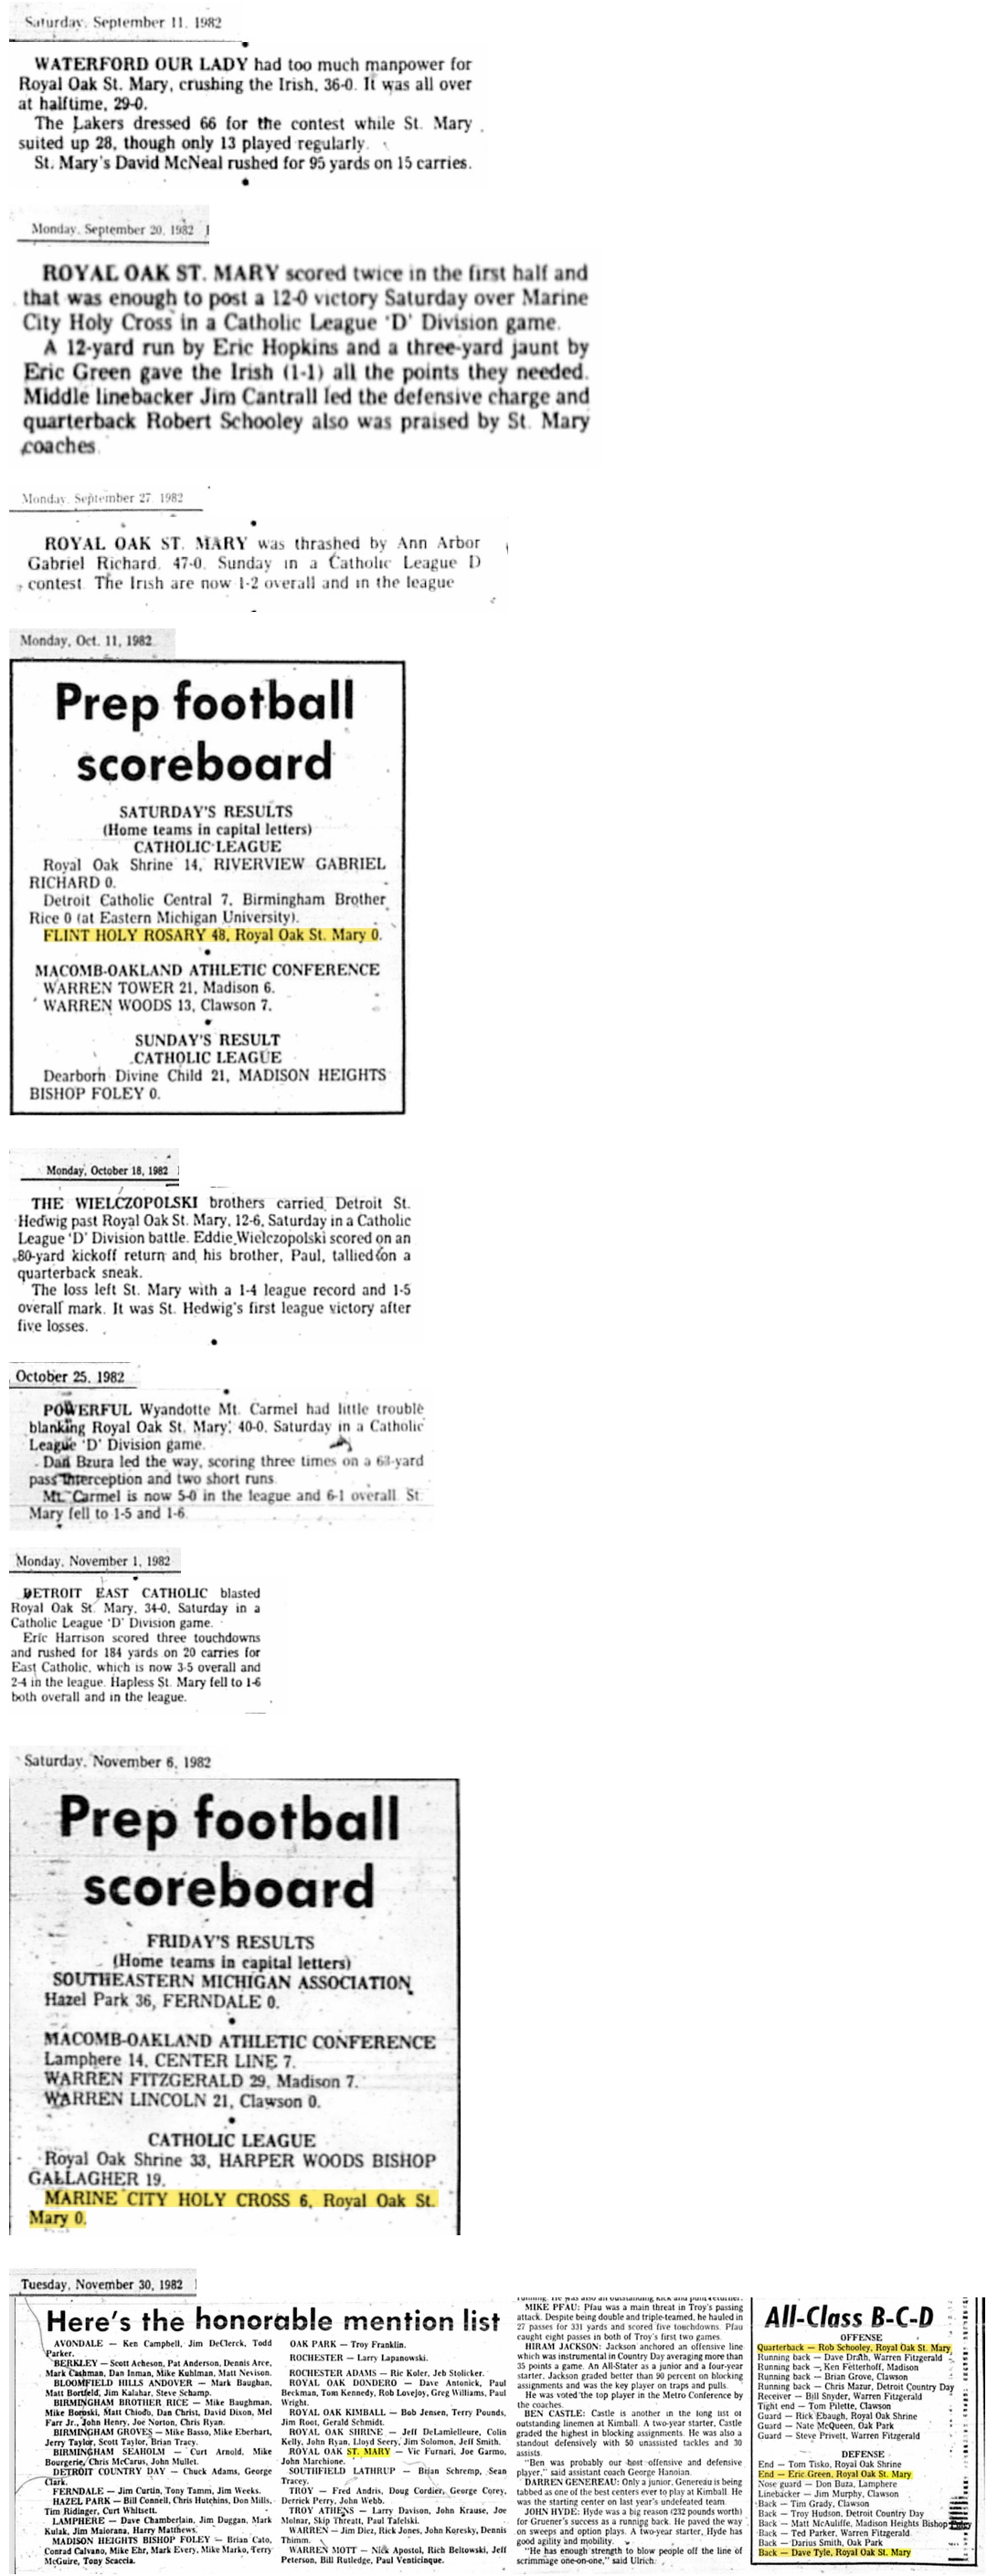 Saturday, September 11, 1982
WATERFORD OUR LADY had too much manpower for
Royal Oak St. Mary, crushing the Irish, 36-0. It was all over
at halftime, 29-0.
The Lakers dressed 66 for the contest while St. Mary
suited up 28, though only 13 played regularly.
St. Mary's David McNeal rushed for 95 yards on 15 carries.
Monday, September 20, 1982
ROYAL OAK ST. MARY scored twice in the first half and
that was enough to post a 12-0 victory Saturday over Marine
City Holy Cross in a Catholic League 'D' Division game.
A 12-yard run by Eric Hopkins and a three-yard jaunt by
Eric Green gave the Irish (1-1) all the points they needed.
Middle linebacker Jim Cantrall led the defensive charge and
quarterback Robert Schooley also was praised by St. Mary
coaches.
Monday, September 27, 1982
ROYAL OAK ST. MARY was thrashed by Ann Arbor
Gabriel Richard, 47-0, Sunday in a Catholic League D
contest. The Irish are now 1-2 overall and in the league
Monday, Oct. 11, 1982
Prep football
scoreboard
SATURDAY'S RESULTS
(Home teams in capital letters)
CATHOLIC LEAGUE
Royal Oak Shrine 14, RIVERVIEW GABRIEL
RICHARD 0.
Detroit Catholic Central 7, Birmingham Brother
Rice 0 (at Eastern Michigan University).
FLINT HOLY ROSARY 48, Royal Oak St. Mary 0.
MACOMB-OAKLAND ATHLETIC CONFERENCE
WARREN TOWER 21, Madison 6.
WARREN WOODS 13, Clawson 7.
SUNDAY'S RESULT
CATHOLIC LEAGUE
Dearborn Divine Child 21, MADISON HEIGHTS
BISHOP FOLEY 0.
Monday, October 18, 1982
THE WIELCZOPOLSKI brothers carried Detroit St.
Hedwig past Royal Oak St. Mary, 12-6, Saturday in a Catholic
League 'D' Division battle. Eddie Wielczopolski scored on an
80-yard kickoff return and his brother, Paul, tallied on a
quarterback sneak.
The loss left St. Mary with a 1-4 league record and 1-5
overall mark. It was St. Hedwig's first league victory after
five losses.
October 25, 1982
POWERFUL Wyandotte Mt. Carmel had little trouble
blanking Royal Oak St. Mary, 40-0, Saturday in a Catholic
League 'D' Division game.
Dan Bzura led the way, scoring three times on a 63-yard
pass interception and two short runs.
Mt. Carmel is now 5-0 in the league and 6-1 overall. St.
Mary fell to 1-5 and 1-6.
Monday, November 1, 1982
DETROIT EAST CATHOLIC blasted
Royal Oak St. Mary, 34-0, Saturday in a
Catholic League 'D' Division game.
Eric Harrison scored three touchdowns
and rushed for 184 yards on 20 carries for
East Catholic, which is now 3-5 overall and
2-4 in the league. Hapless St. Mary fell to 1-6
both overall and in the league.
Saturday, November 6, 1982
Prep football
scoreboard
FRIDAY'S RESULTS
(Home teams in capital letters)
SOUTHEASTERN MICHIGAN ASSOCIATION
Hazel Park 36, FERNDALE 0.
MACOMB-OAKLAND ATHLETIC CONFERENCE
Lamphere 14, CENTER LINE 7.
WARREN FITZGERALD 29, Madison 7.
WARREN LINCOLN 21, Clawson 0.
CATHOLIC LEAGUE
Royal Oak Shrine 33, HARPER WOODS BISHOP
GALLAGHER 19.
MARINE CITY HOLY CROSS 6, Royal Oak St.
Mary 0.
Tuesday, November 30, 1982
Here's the honorable mention list
AVONDALE — Ken Campbell, Jim DeClerck, Todd
Parker.
BERKLEY — Scott Acheson, Pat Anderson, Dennis Arce,
Mark Cashman, Dan Inman, Mike Kuhlman, Matt Nevison.
BLOOMFIELD HILLS ANDOVER — Mark Baughan,
Matt Bortfeld, Jim Kalahar, Steve Schamp.
BIRMINGHAM BROTHER RICE — Mike Baughman,
Mike Boroski, Matt Chiodo, Dan Christ, David Dixon, Mel
Farr Jr., John Henry, Joe Norton, Chris Ryan.
BIRMINGHAM GROVES — Mike Basso, Mike Eberhart,
Jerry Taylor, Scott Taylor, Brian Tracy.
BIRMINGHAM SEAHOLM — Curt Arnold, Mike
Bourgerie, Chris McCarus, John Mullet.
DETROIT COUNTRY DAY — Chuck Adams, George
Clark.
FERNDALE — Jim Curtin, Tony Tamm, Jim Weeks.
HAZEL PARK — Bill Connell, Chris Hutchins, Don Mills,
Tim Ridinger, Curt Whitsett.
LAMPHERE — Dave Chamberlain, Jim Duggan, Mark
Kulak, Jim Maiorana, Harry Matthews.
MADISON HEIGHTS BISHOP FOLEY — Brian Cato,
Conrad Calvano, Mike Ehr, Mark Every, Mike Marko, Terry
McGuire, Tony Scaccia.
OAK PARK — Troy Franklin.
ROCHESTER — Larry Lapanowski.
ROCHESTER ADAMS — Ric Koler, Jeb Stolicker.
ROYAL OAK DONDERO — Dave Antonick, Paul
Beckman, Tom Kennedy, Rob Lovejoy, Greg Williams, Paul
Wright.
ROYAL OAK KIMBALL — Bob Jensen, Terry Pounds,
Jim Root, Gerald Schmidt.
ROYAL OAK SHRINE — Jeff DeLamielleure, Colin
Kelly, John Ryan, Lloyd Seery, Jim Solomon, Jeff Smith.
ROYAL OAK ST. MARY — Vic Furnari, Joe Garmo,
John Marchione.
SOUTHFIELD LATHRUP — Brian Schremp, Sean
Tracey.
TROY — Fred Andris, Doug Cordier, George Corey,
Derrick Perry, John Webb.
TROY ATHENS — Larry Davison, John Krause, Joe
Molnar, Skip Threatt, Paul Tafelski.
WARREN — Jim Diez, Rick Jones, John Koresky, Dennis
Thimm.
WARREN MOTT — Nick Apostol, Rich Beltowski, Jeff
Peterson, Bill Rutledge, Paul Venticinque.
MIKE PFAU: Pfau was a main threat in Troy's passing
attack. Despite being double and triple-teamed, he hauled in
27 passes for 331 yards and scored five touchdowns. Pfau
caught eight passes in both of Troy's first two games.
HIRAM JACKSON: Jackson anchored an offensive line
which was instrumental in Country Day averaging more than
35 points a game. An All-Stater as a junior and a four-year
starter, Jackson graded better than 90 percent on blocking
assignments and was the key player on traps and pulls.
He was voted the top player in the Metro Conference by
the coaches.
BEN CASTLE: Castle is another in the long list of
outstanding linemen at Kimball. A two-year starter, Castle
graded the highest in blocking assignments. He was also a
standout defensively with 50 unassisted tackles and 30
assists.
"Ben was probably our best offensive and defensive
player," said assistant coach George Hanoian.
DARREN GENEREAU: Only a junior, Genereau is being
tabbed as one of the best centers ever to play at Kimball. He
was the starting center on last year's undefeated team.
JOHN HYDE: Hyde was a big reason (232 pounds worth)
for Gruener's success as a running back. He paved the way
on sweeps and option plays. A two-year starter, Hyde has
good agility and mobility.
"He has enough strength to blow people off the line of
scrimmage one-on-one," said Ulrich.
All-Class B-C-D
OFFENSE
Quarterback — Rob Schooley, Royal Oak St. Mary
Running back — Dave Drath, Warren Fitzgerald
Running back — Ken Fetterhoff, Madison
Running back — Brian Grove, Clawson
Running back — Chris Mazur, Detroit Country Day
Tight end — Tom Pilette, Clawson
Receiver — Bill Snyder, Warren Fitzgerald
Guard — Rick Ebaugh, Royal Oak Shrine
Guard — Nate McQueen, Oak Park
Guard — Steve Privett, Warren Fitzgerald
DEFENSE
End — Tom Tisko, Royal Oak Shrine
End — Eric Green, Royal Oak St. Mary
Nose guard — Don Buza, Lamphere
Linebacker — Jim Murphy, Clawson
Back — Tim Grady, Clawson
Back — Troy Hudson, Detroit Country Day
Back — Matt McAuliffe, Madison Heights Bishop
Back — Ted Parker, Warren Fitzgerald
Back — Darius Smith, Oak Park
Back — Dave Tyle, Royal Oak St. Mary